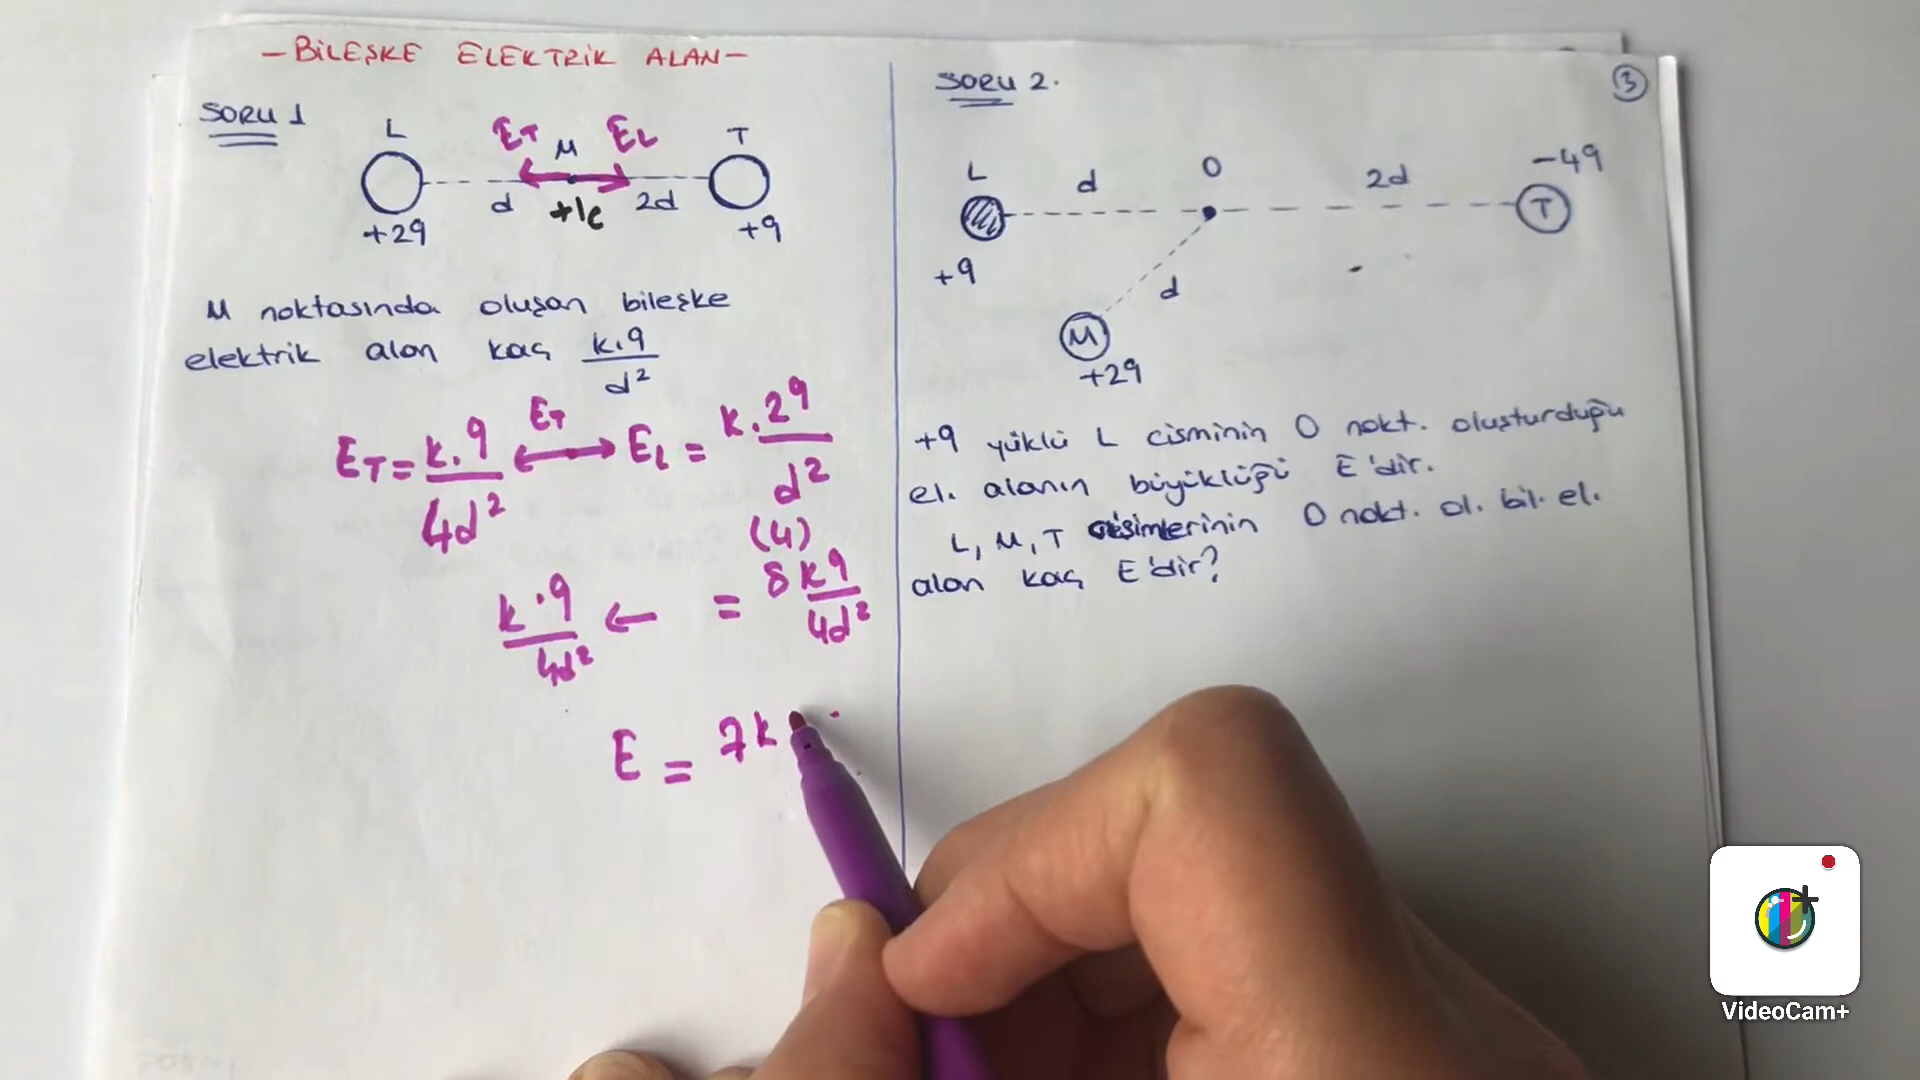 -BİLEŞKE ELEKTRİK ALAN-
SORU 1
L ET M EL T
d +1c 2d
+2q +q
M noktasında oluşan bileşke
elektrik alan kaç k.q/d²
ET = k.q/4d² ET EL = k.2q/d²
(4)
k.q/4d² ← = 8kq/4d²
E = 7k
SORU 2.
3
L d O 2d -4q
T
+q
d
M
+2q
+q yüklü L cisminin O nokt. oluşturduğu
el. alanın büyüklüğü E'dir.
L, M, T cisimlerinin O nokt. ol. bil. el.
alan kaç E'dir?
VideoCam+